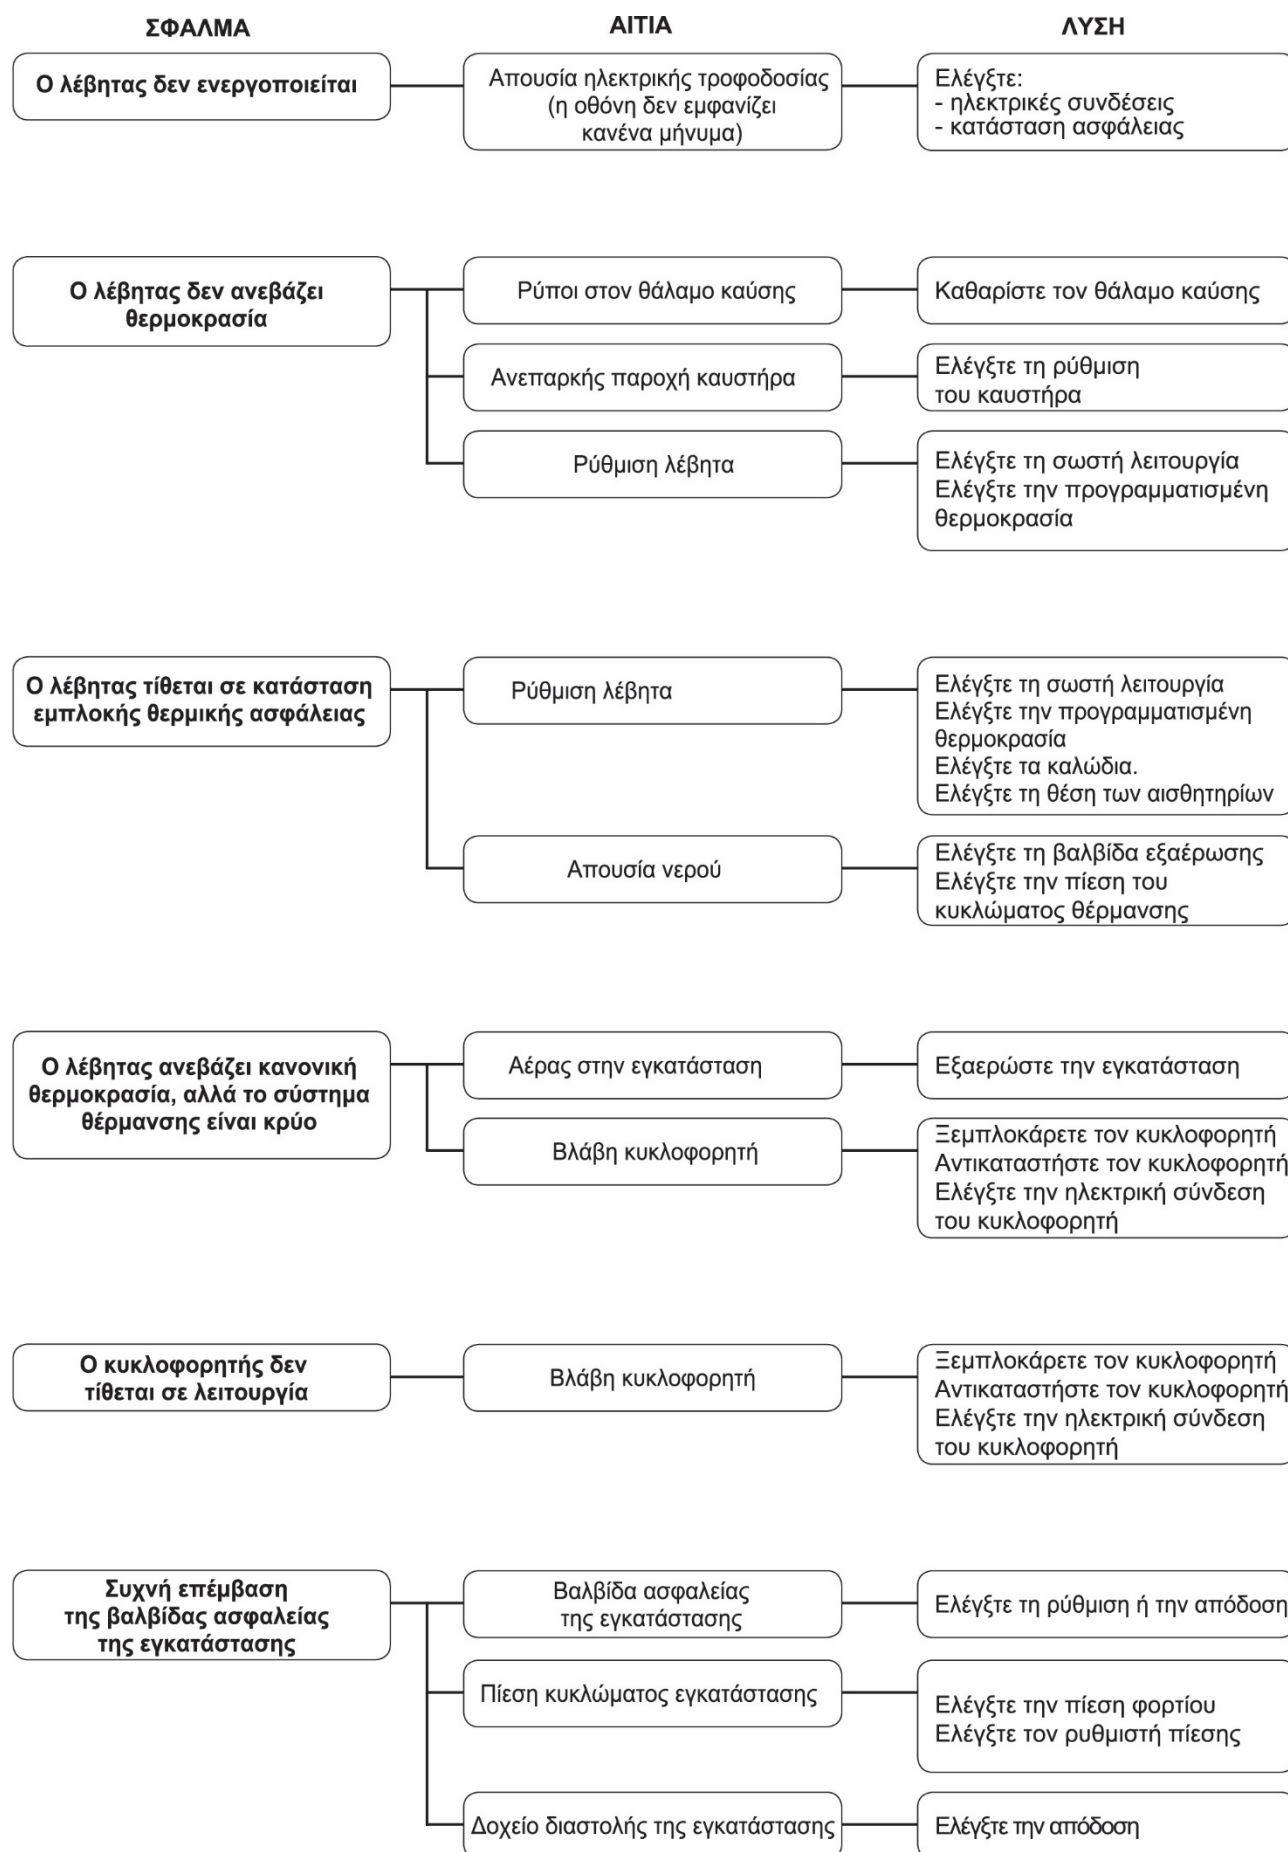 ΣΦΑΛΜΑ
ΑΙΤΙΑ
ΛΥΣΗ
Ο λέβητας δεν ενεργοποιείται
Απουσία ηλεκτρικής τροφοδοσίας
(η οθόνη δεν εμφανίζει
κανένα μήνυμα)
Ελέγξτε:
- ηλεκτρικές συνδέσεις
- κατάσταση ασφάλειας
Ο λέβητας δεν ανεβάζει
θερμοκρασία
Ρύποι στον θάλαμο καύσης
Καθαρίστε τον θάλαμο καύσης
Ανεπαρκής παροχή καυστήρα
Ελέγξτε τη ρύθμιση
του καυστήρα
Ρύθμιση λέβητα
Ελέγξτε τη σωστή λειτουργία
Ελέγξτε την προγραμματισμένη
θερμοκρασία
Ο λέβητας τίθεται σε κατάσταση
εμπλοκής θερμικής ασφάλειας
Ρύθμιση λέβητα
Ελέγξτε τη σωστή λειτουργία
Ελέγξτε την προγραμματισμένη
θερμοκρασία
Ελέγξτε τα καλώδια.
Ελέγξτε τη θέση των αισθητηρίων
Απουσία νερού
Ελέγξτε τη βαλβίδα εξαέρωσης
Ελέγξτε την πίεση του
κυκλώματος θέρμανσης
Ο λέβητας ανεβάζει κανονική
θερμοκρασία, αλλά το σύστημα
θέρμανσης είναι κρύο
Αέρας στην εγκατάσταση
Εξαερώστε την εγκατάσταση
Βλάβη κυκλοφορητή
Ξεμπλοκάρετε τον κυκλοφορητή
Αντικαταστήστε τον κυκλοφορητή
Ελέγξτε την ηλεκτρική σύνδεση
του κυκλοφορητή
Ο κυκλοφορητής δεν
τίθεται σε λειτουργία
Βλάβη κυκλοφορητή
Ξεμπλοκάρετε τον κυκλοφορητή
Αντικαταστήστε τον κυκλοφορητή
Ελέγξτε την ηλεκτρική σύνδεση
του κυκλοφορητή
Συχνή επέμβαση
της βαλβίδας ασφαλείας
της εγκατάστασης
Βαλβίδα ασφαλείας
της εγκατάστασης
Ελέγξτε τη ρύθμιση ή την απόδοση
Πίεση κυκλώματος εγκατάστασης
Ελέγξτε την πίεση φορτίου
Ελέγξτε τον ρυθμιστή πίεσης
Δοχείο διαστολής της εγκατάστασης
Ελέγξτε την απόδοση